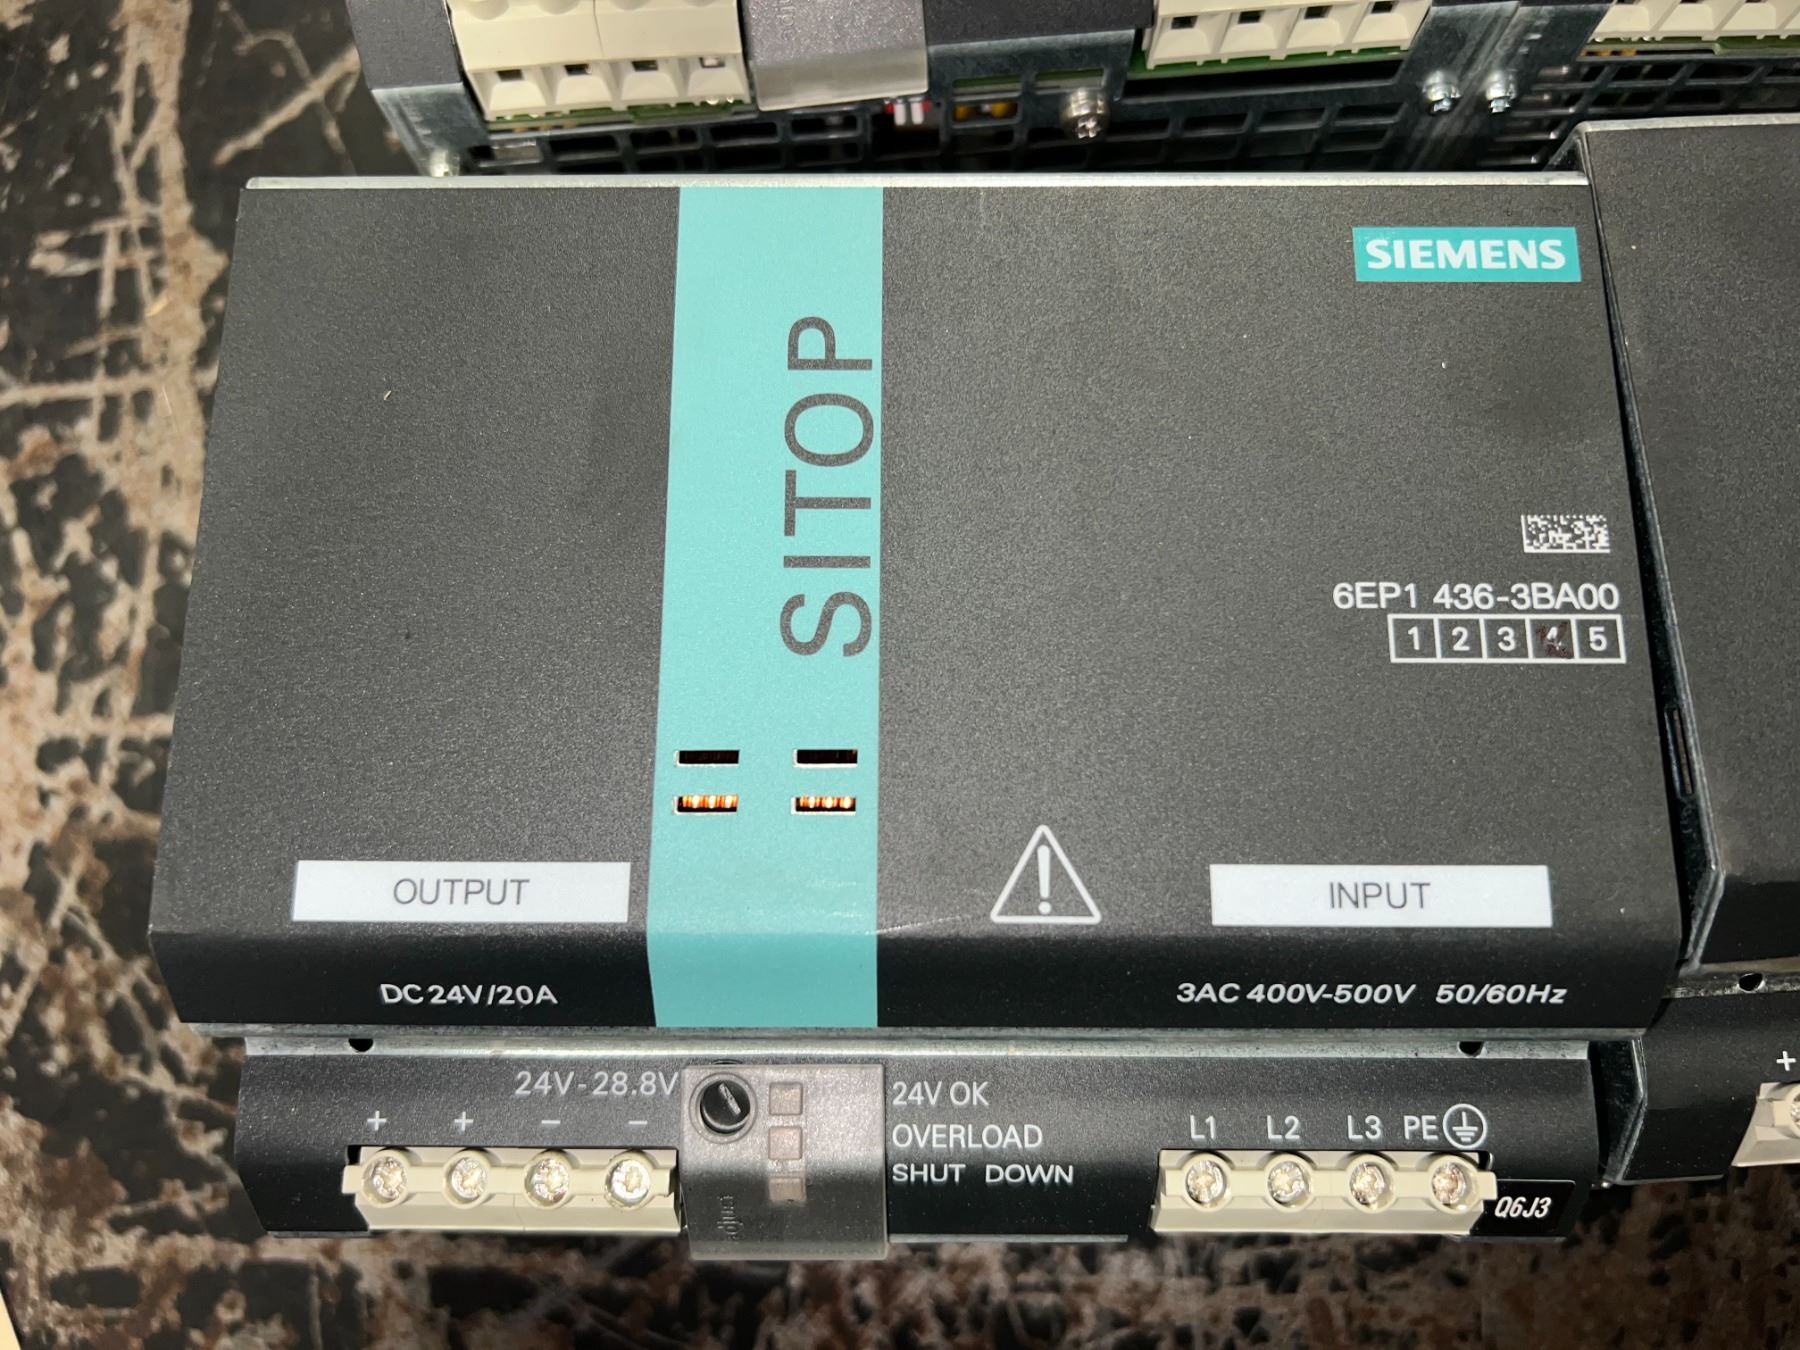 SIEMENS
SITOP
6EP1 436-3BA00
1 2 3 4 5
OUTPUT
INPUT
DC 24V/20A
3AC 400V-500V 50/60Hz
24V-28.8V
+ + - -
24V OK
OVERLOAD
SHUT DOWN
L1 L2 L3 PE
Q6J3
adjust
+